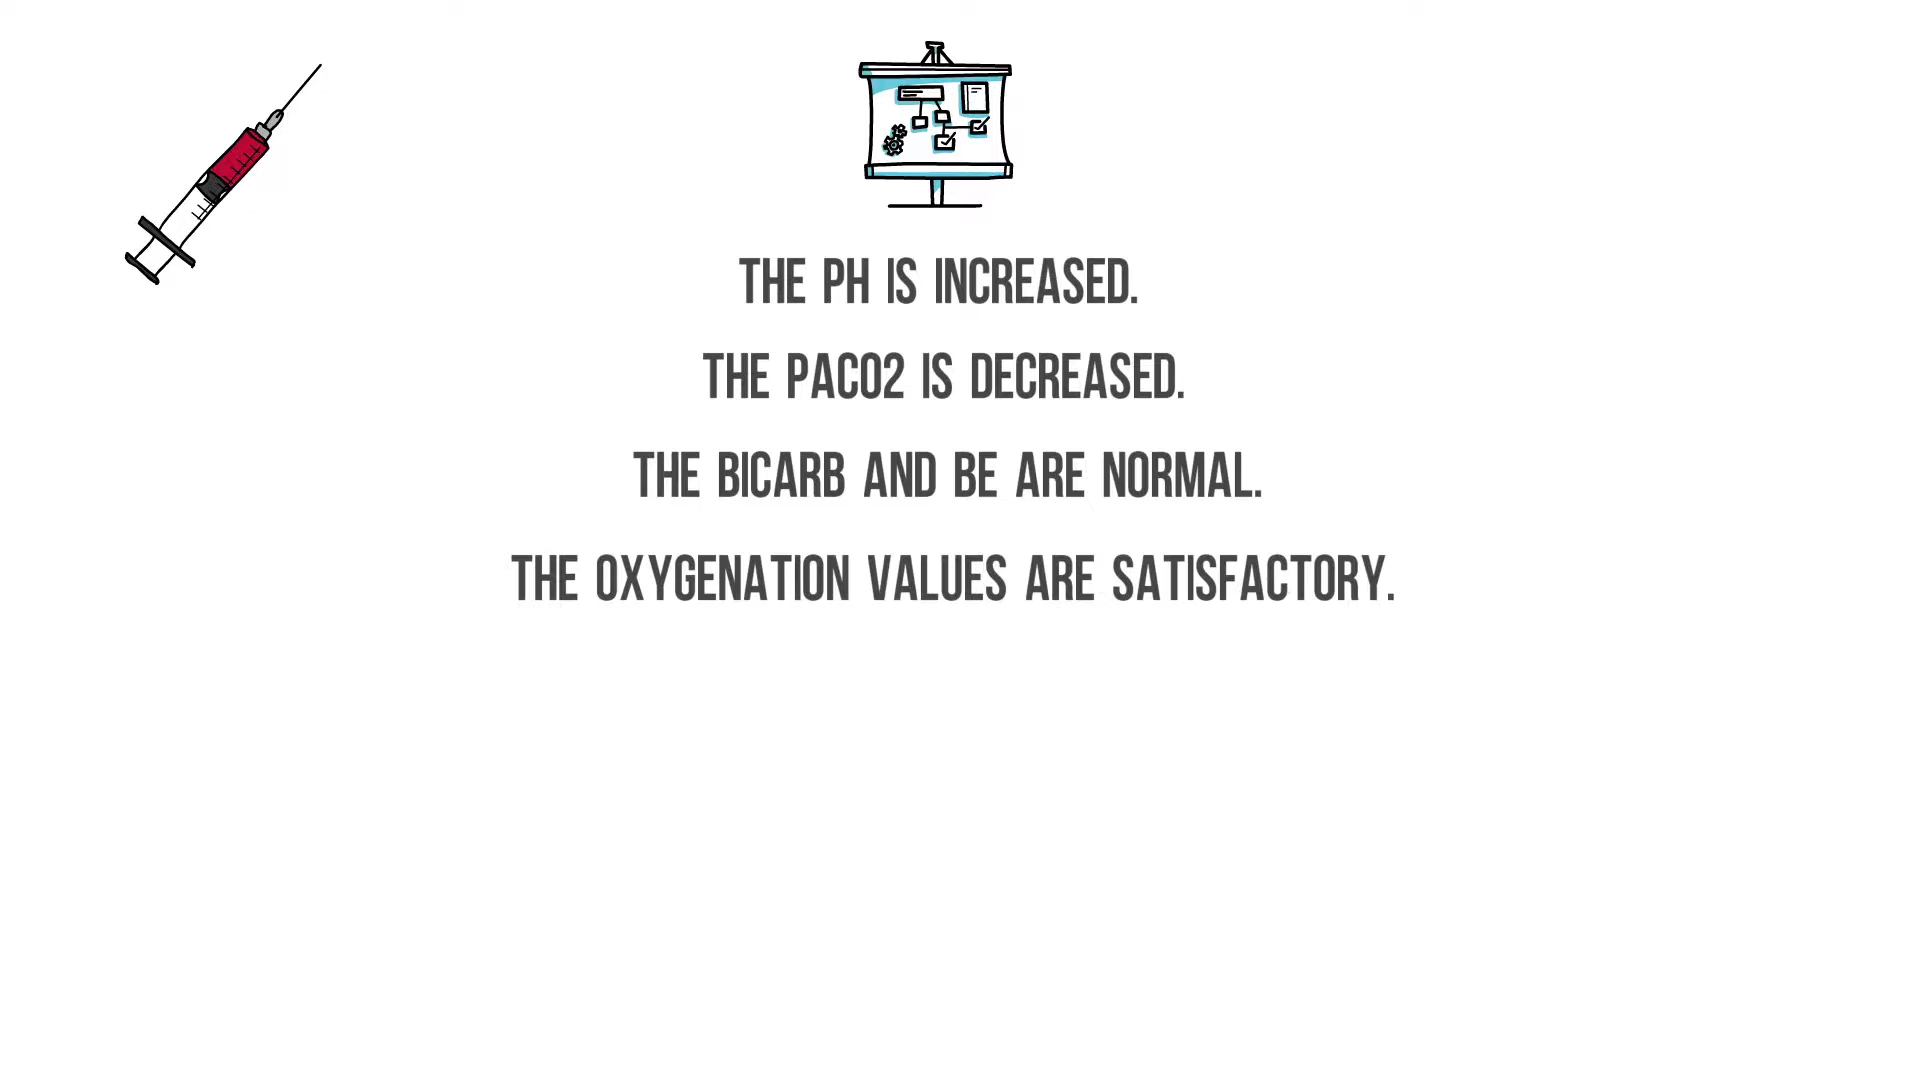 THE PH IS INCREASED.
THE PACO2 IS DECREASED.
THE BICARB AND BE ARE NORMAL.
THE OXYGENATION VALUES ARE SATISFACTORY.